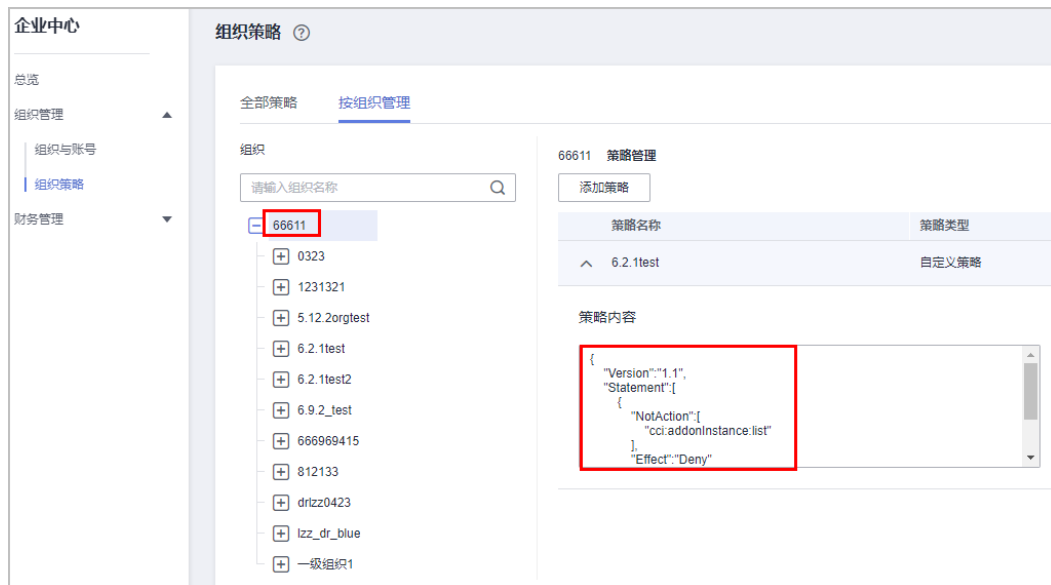 企业中心
总览
组织管理
组织与账号
组织策略
财务管理
组织策略 ?
全部策略 按组织管理
组织
请输入组织名称
66611
0323
1231321
5.12.2orgtest
6.2.1test
6.2.1test2
6.9.2_test
666969415
812133
drlzz0423
lzz_dr_blue
一级组织1
66611 策略管理
添加策略
策略名称 策略类型
6.2.1test 自定义策略
策略内容
{
"Version":"1.1",
"Statement":[
{
"NotAction":[
"cci:addonInstance:list"
],
"Effect":"Deny"